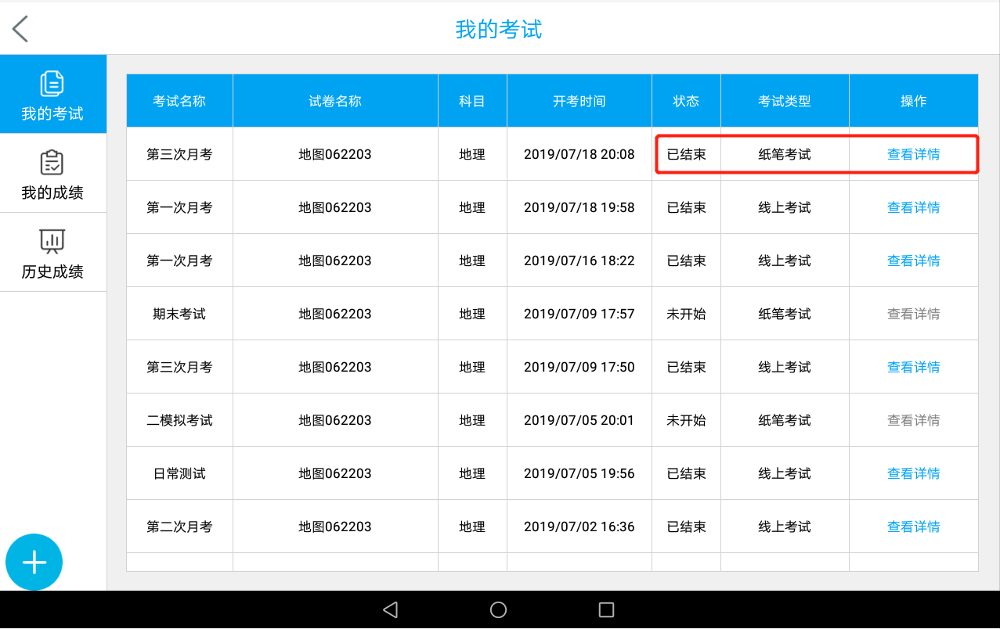 我的考试
我的考试
我的成绩
历史成绩
考试名称 试卷名称 科目 开考时间 状态 考试类型 操作
第三次月考 地图062203 地理 2019/07/18 20:08 已结束 纸笔考试 查看详情
第一次月考 地图062203 地理 2019/07/18 19:58 已结束 线上考试 查看详情
第一次月考 地图062203 地理 2019/07/16 18:22 已结束 线上考试 查看详情
期末考试 地图062203 地理 2019/07/09 17:57 未开始 纸笔考试 查看详情
第三次月考 地图062203 地理 2019/07/09 17:50 已结束 线上考试 查看详情
二模拟考试 地图062203 地理 2019/07/05 20:01 未开始 纸笔考试 查看详情
日常测试 地图062203 地理 2019/07/05 19:56 已结束 线上考试 查看详情
第二次月考 地图062203 地理 2019/07/02 16:36 已结束 线上考试 查看详情